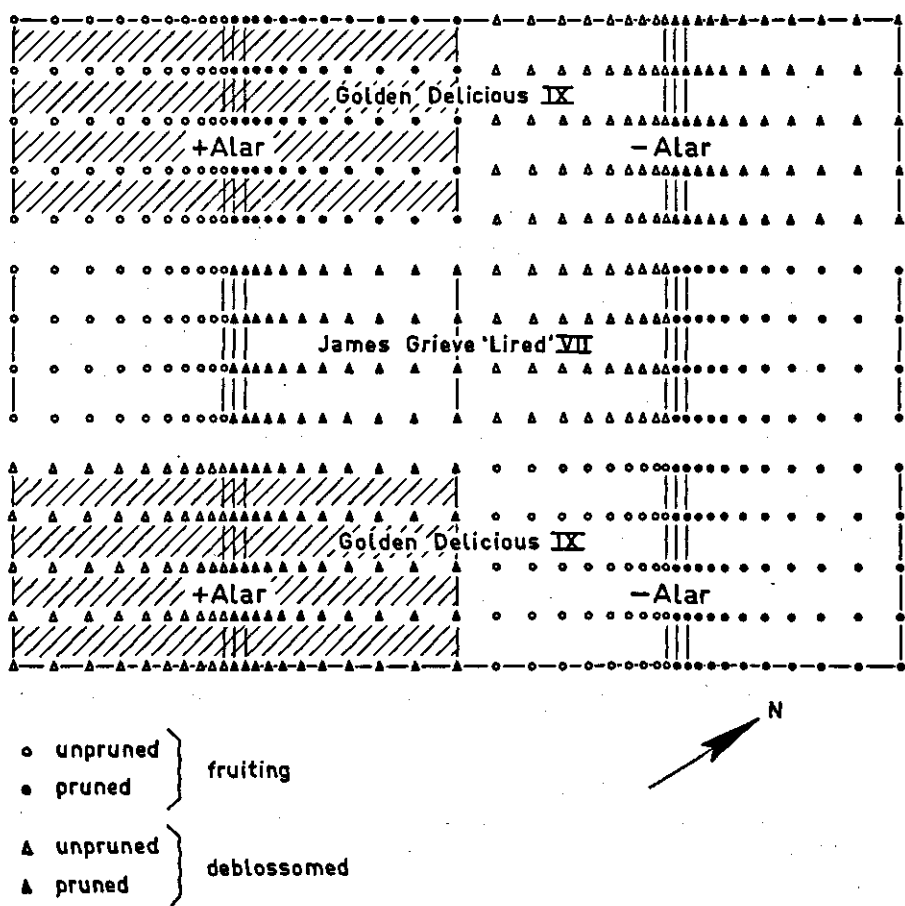 Golden Delicious IX
+Alar
−Alar
James Grieve 'Lired' VII
Golden Delicious IX
+Alar
−Alar
N
unpruned
pruned
fruiting
unpruned
pruned
deblossomed